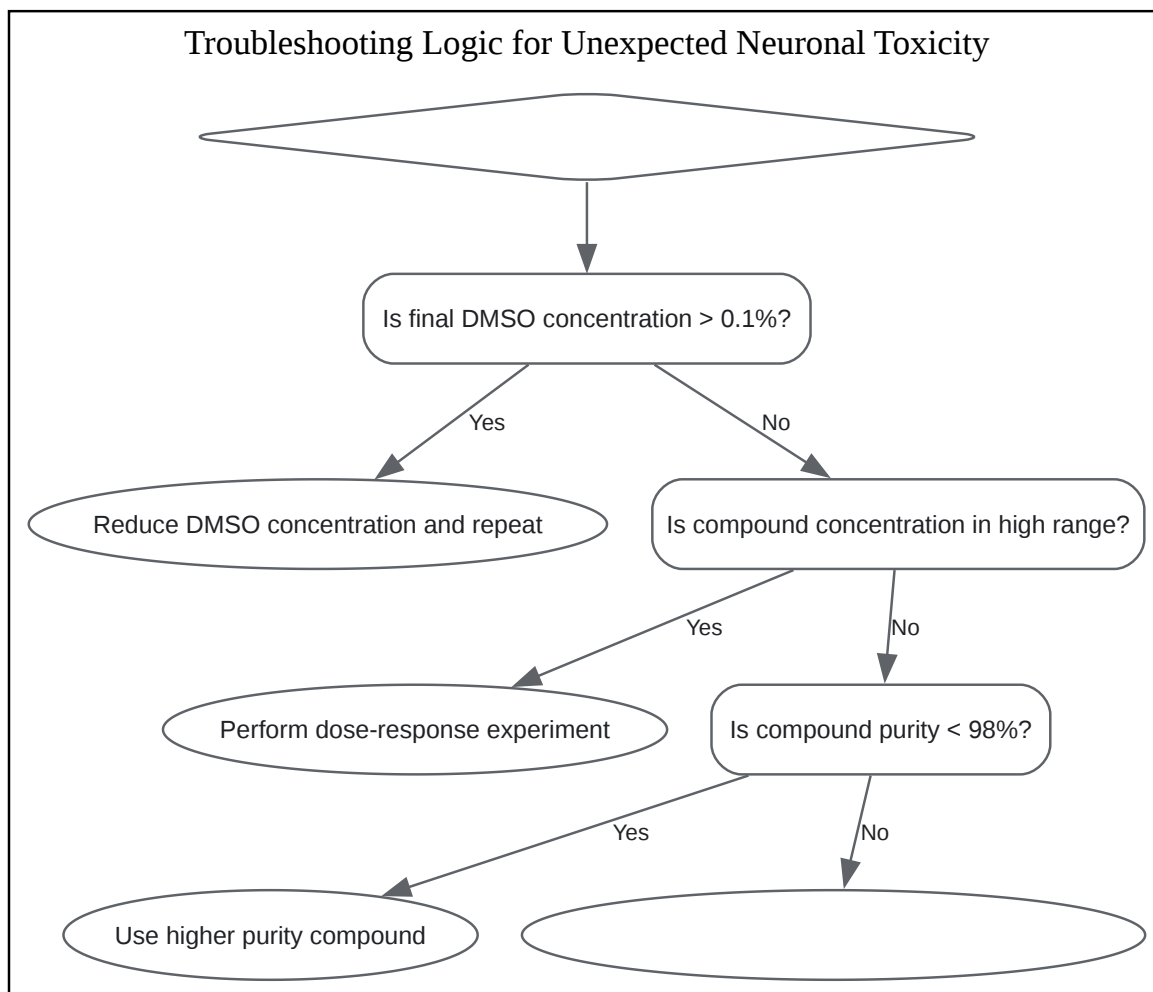 Troubleshooting Logic for Unexpected Neuronal Toxicity
Is final DMSO concentration > 0.1%?
Yes
No
Reduce DMSO concentration and repeat
Is compound concentration in high range?
Yes
No
Perform dose-response experiment
Is compound purity < 98%?
Yes
No
Use higher purity compound